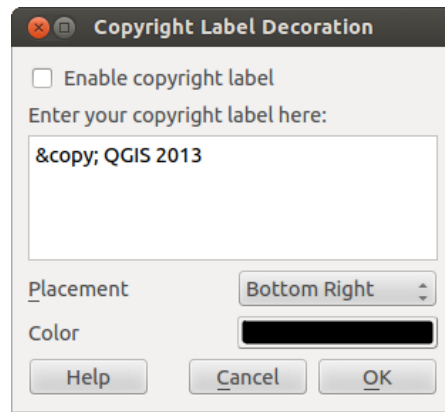 Copyright Label Decoration
Enable copyright label
Enter your copyright label here:
&copy; QGIS 2013
Placement Bottom Right
Color
Help Cancel OK